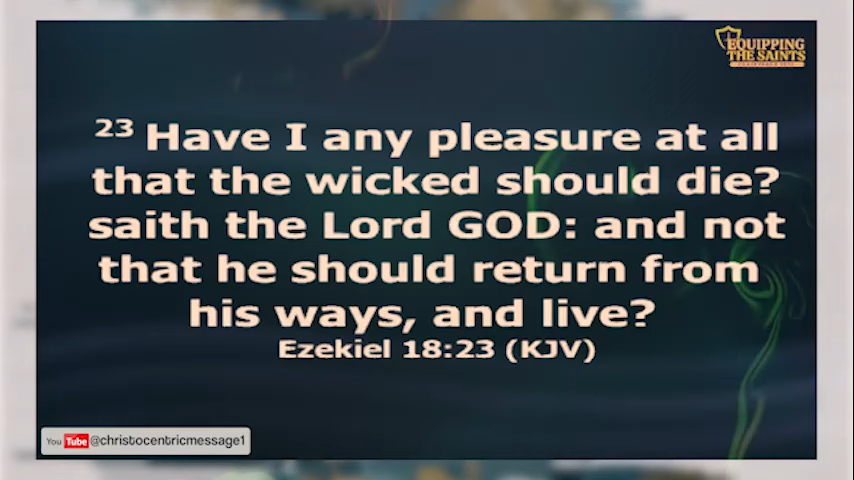 EQUIPPING
THE SAINTS
23 Have I any pleasure at all
that the wicked should die?
saith the Lord GOD: and not
that he should return from
his ways, and live?
Ezekiel 18:23 (KJV)
You Tube @christocentricmessage1